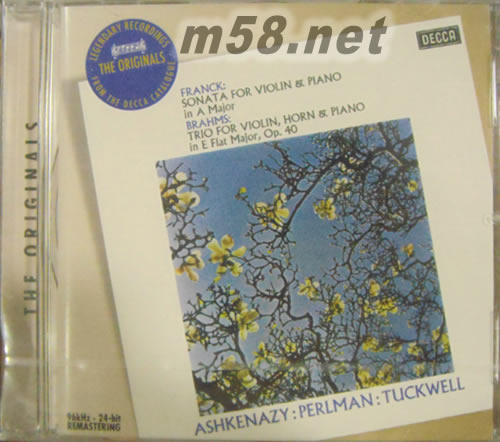 m58.net
LEGENDARY RECORDINGS
THE ORIGINALS
FROM THE DECCA CATALOGUE
DECCA
FRANCK:
SONATA FOR VIOLIN & PIANO
in A Major
BRAHMS:
TRIO FOR VIOLIN, HORN & PIANO
in E Flat Major, Op. 40
THE ORIGINALS
96kHz - 24-bit
REMASTERING
ASHKENAZY : PERLMAN : TUCKWELL